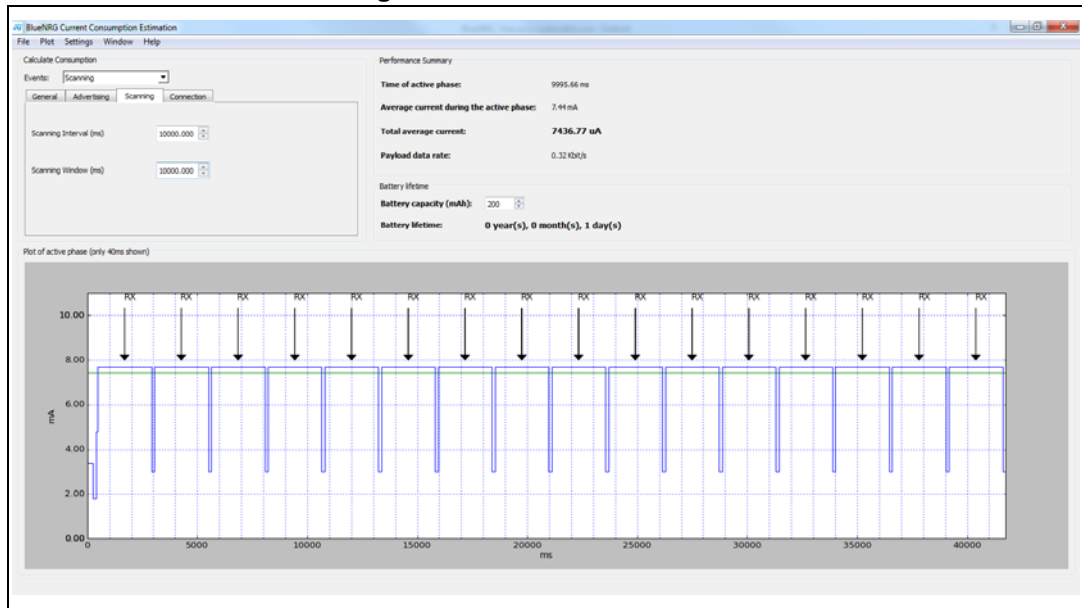 BlueNRG Current Consumption Estimation
File Plot Settings Window Help
Calculate Consumption
Events: Scanning
General Advertising Scanning Connection
Scanning Interval (ms) 10000.000
Scanning Window (ms) 10000.000
Performance Summary
Time of active phase: 9995.66 ms
Average current during the active phase: 7.44 mA
Total average current: 7436.77 uA
Payload data rate: 0.32 Kbit/s
Battery lifetime
Battery capacity (mAh): 200
Battery lifetime: 0 year(s), 0 month(s), 1 day(s)
Plot of active phase (only 40ms shown)
RX RX RX RX RX RX RX RX RX RX RX RX RX RX RX RX
10.00
8.00
6.00
mA
4.00
2.00
0.00
0 5000 10000 15000 20000 25000 30000 35000 40000
ms